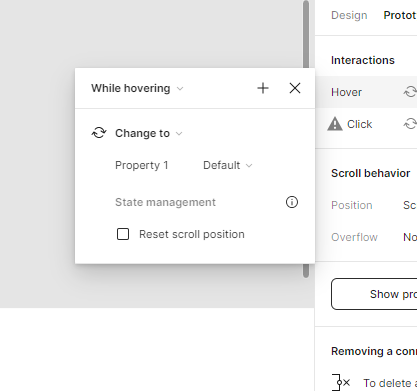 Design Protot
Interactions
While hovering
Hover
Click
Change to
Property 1 Default
Scroll behavior
State management
Position Sc
Reset scroll position
Overflow No
Show pro
Removing a conn
To delete a